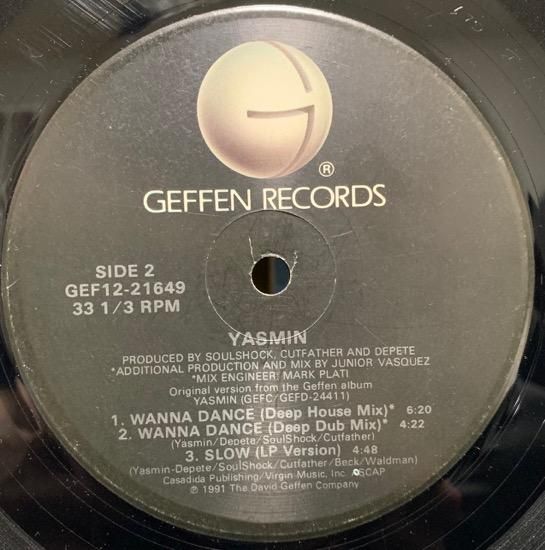 ®
GEFFEN RECORDS
SIDE 2
GEF12-21649
33 1/3 RPM
YASMIN
PRODUCED BY SOULSHOCK, CUTFATHER AND DEPETE
*ADDITIONAL PRODUCTION AND MIX BY JUNIOR VASQUEZ
*MIX ENGINEER: MARK PLATI
Original version from the Geffen album
YASMIN (GEFC/GEFD-24411)
1. WANNA DANCE (Deep House Mix)* 6:20
2. WANNA DANCE (Deep Dub Mix)* 4:22
(Yasmin/Depete/SoulShock/Cutfather)
3. SLOW (LP Version) 4:48
(Yasmin-Depete/SoulShock/Cutfather/Beck/Waldman)
Casadida Publishing/Virgin Music, Inc. ASCAP
℗ 1991 The David Geffen Company